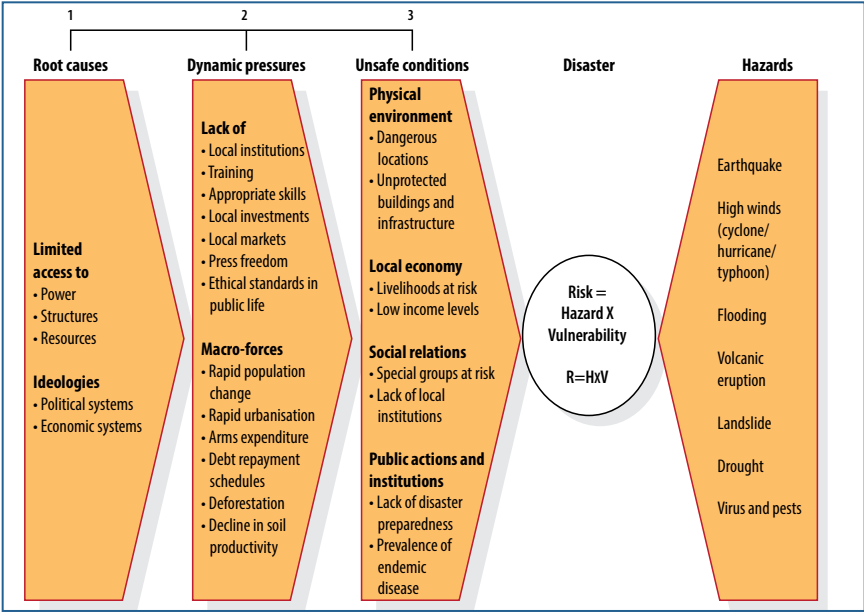 1
2
3
Root causes
Dynamic pressures
Unsafe conditions
Disaster
Hazards
Limited
access to
• Power
• Structures
• Resources
Ideologies
• Political systems
• Economic systems
Lack of
• Local institutions
• Training
• Appropriate skills
• Local investments
• Local markets
• Press freedom
• Ethical standards in
public life
Macro-forces
• Rapid population
change
• Rapid urbanisation
• Arms expenditure
• Debt repayment
schedules
• Deforestation
• Decline in soil
productivity
Physical
environment
• Dangerous
locations
• Unprotected
buildings and
infrastructure
Local economy
• Livelihoods at risk
• Low income levels
Social relations
• Special groups at risk
• Lack of local
institutions
Public actions and
institutions
• Lack of disaster
preparedness
• Prevalence of
endemic
disease
Risk =
Hazard X
Vulnerability
R=HxV
Earthquake
High winds
(cyclone/
hurricane/
typhoon)
Flooding
Volcanic
eruption
Landslide
Drought
Virus and pests